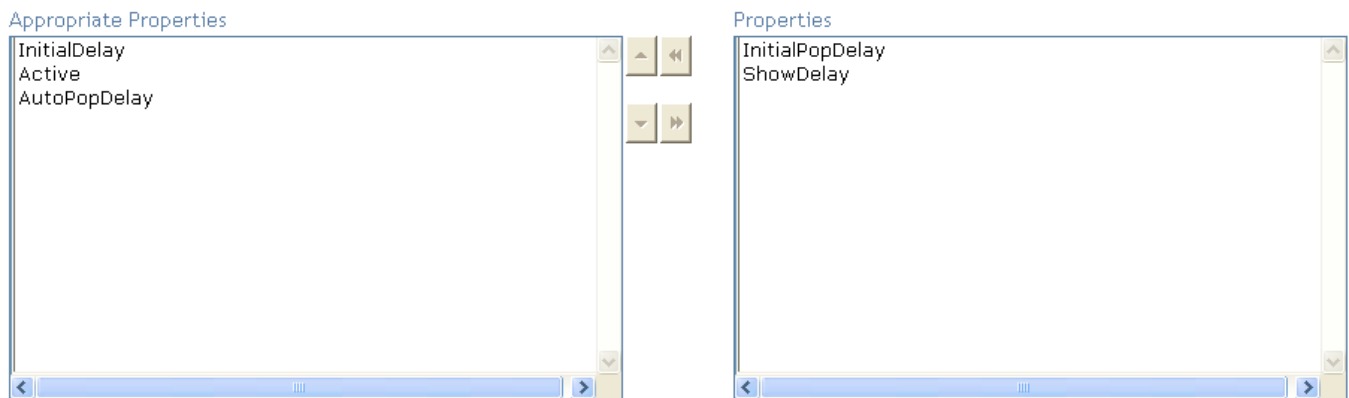 Appropriate Properties
InitialDelay
Active
AutoPopDelay
Properties
InitialPopDelay
ShowDelay